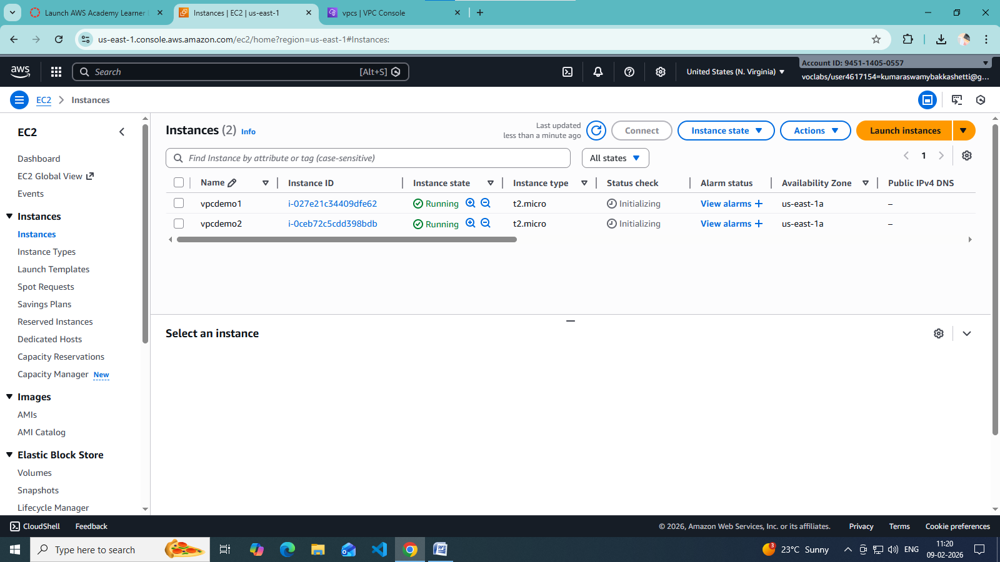 Launch AWS Academy Learner
Instances | EC2 | us-east-1
vpcs | VPC Console
us-east-1.console.aws.amazon.com/ec2/home?region=us-east-1#Instances:
aws
Search
[Alt+S]
United States (N. Virginia)
Account ID: 9451-1405-0557
voclabs/user4617154=kumaraswamybakkashetti@g...
EC2
Instances
EC2
Dashboard
EC2 Global View
Events
Instances
Instances
Instance Types
Launch Templates
Spot Requests
Savings Plans
Reserved Instances
Dedicated Hosts
Capacity Reservations
Capacity Manager New
Images
AMIs
AMI Catalog
Elastic Block Store
Volumes
Snapshots
Lifecycle Manager
Instances (2) Info
Last updated
less than a minute ago
Connect
Instance state
Actions
Launch instances
Find Instance by attribute or tag (case-sensitive)
All states
1
Name Instance ID Instance state Instance type Status check Alarm status Availability Zone Public IPv4 DNS
vpcdemo1 i-027e21c34409dfe62 Running t2.micro Initializing View alarms + us-east-1a –
vpcdemo2 i-0ceb72c5cdd398bdb Running t2.micro Initializing View alarms + us-east-1a –
Select an instance
CloudShell Feedback
© 2026, Amazon Web Services, Inc. or its affiliates. Privacy Terms Cookie preferences
Type here to search
3
23°C Sunny
ENG
11:20
09-02-2026